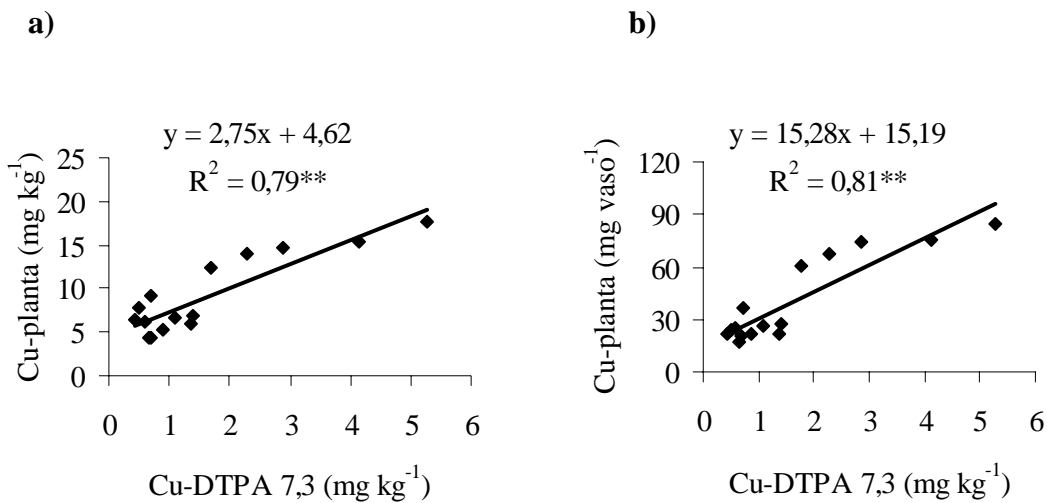 a)
y = 2,75x + 4,62
R² = 0,79**
Cu-planta (mg kg⁻¹)
25
20
15
10
5
0
0 1 2 3 4 5 6
Cu-DTPA 7,3 (mg kg⁻¹)
b)
y = 15,28x + 15,19
R² = 0,81**
Cu-planta (mg vaso⁻¹)
120
90
60
30
0
0 1 2 3 4 5 6
Cu-DTPA 7,3 (mg kg⁻¹)